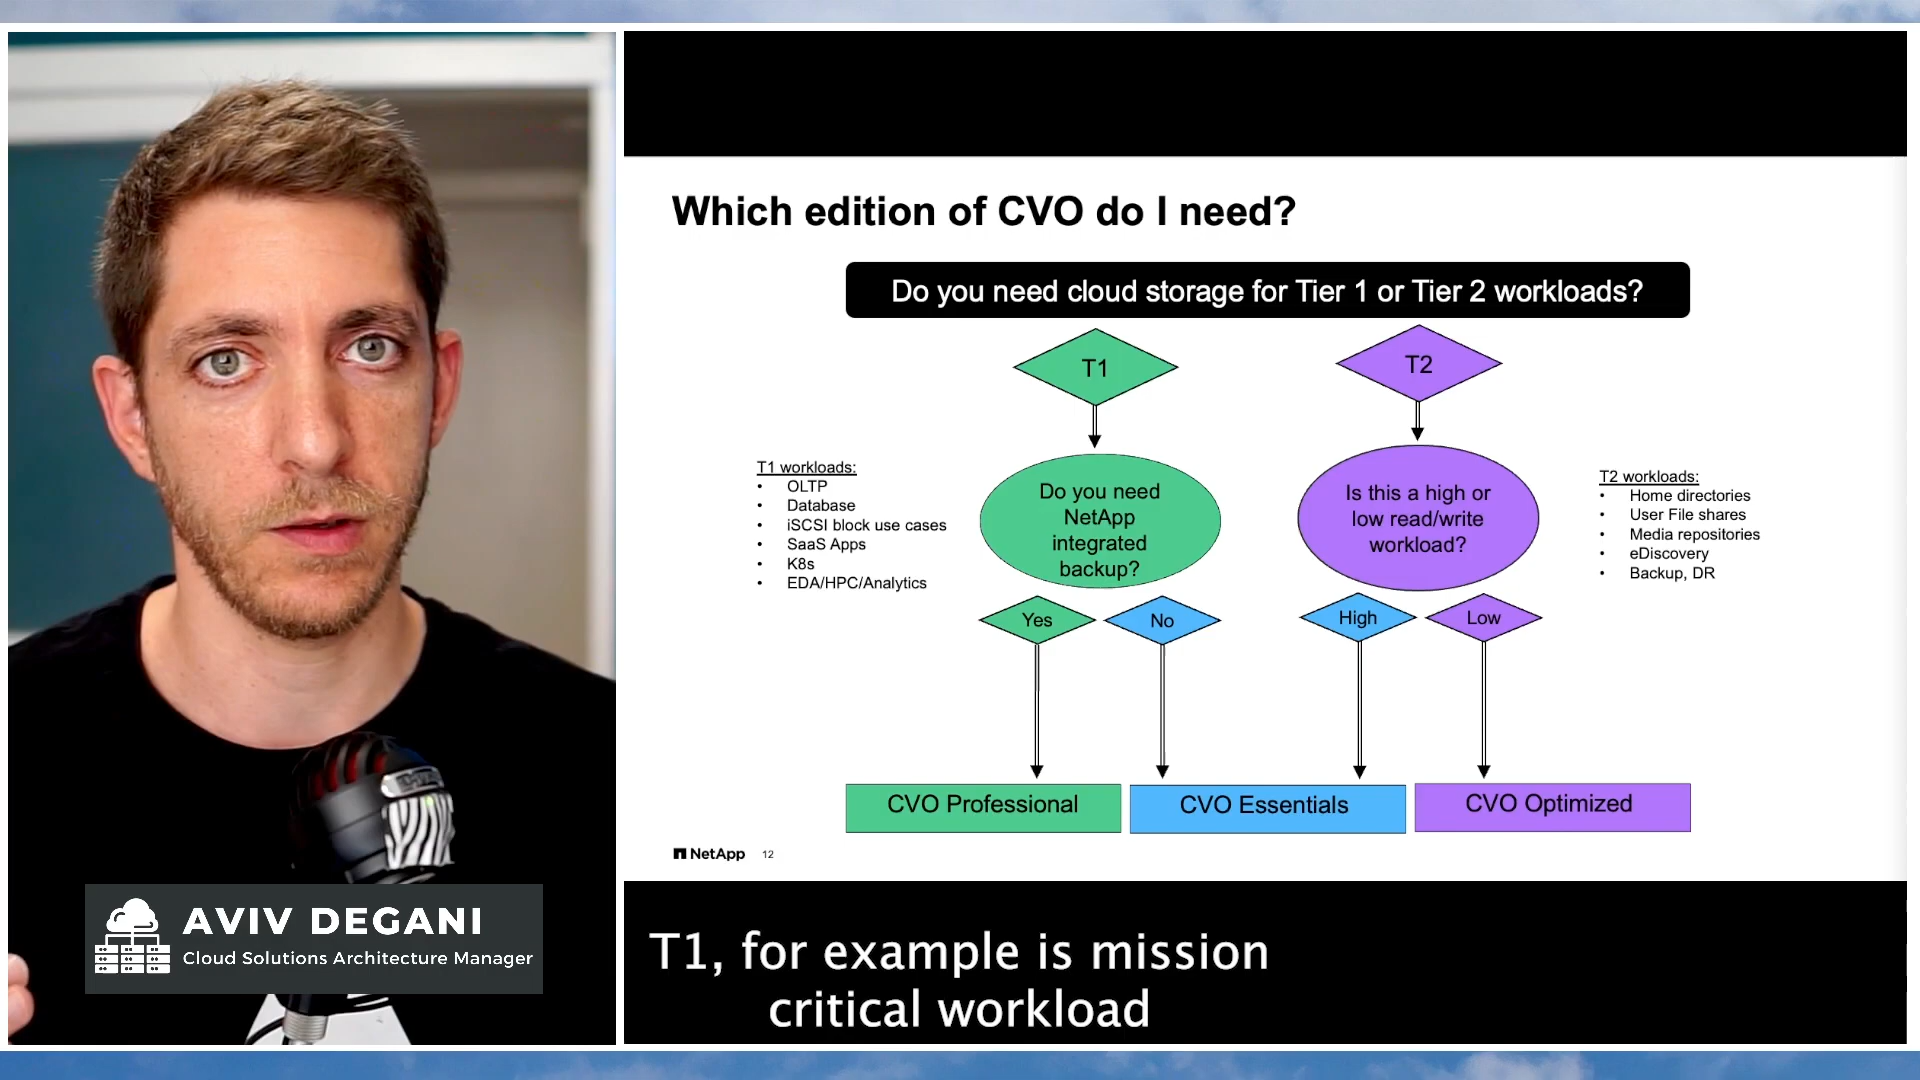 Which edition of CVO do I need?
Do you need cloud storage for Tier 1 or Tier 2 workloads?
T1
T2
T1 workloads:
• OLTP
• Database
• iSCSI block use cases
• SaaS Apps
• K8s
• EDA/HPC/Analytics
Do you need
NetApp
integrated
backup?
Is this a high or
low read/write
workload?
T2 workloads:
• Home directories
• User File shares
• Media repositories
• eDiscovery
• Backup, DR
Yes
No
High
Low
CVO Professional
CVO Essentials
CVO Optimized
NetApp
12
AVIV DEGANI
Cloud Solutions Architecture Manager
T1, for example is mission
critical workload